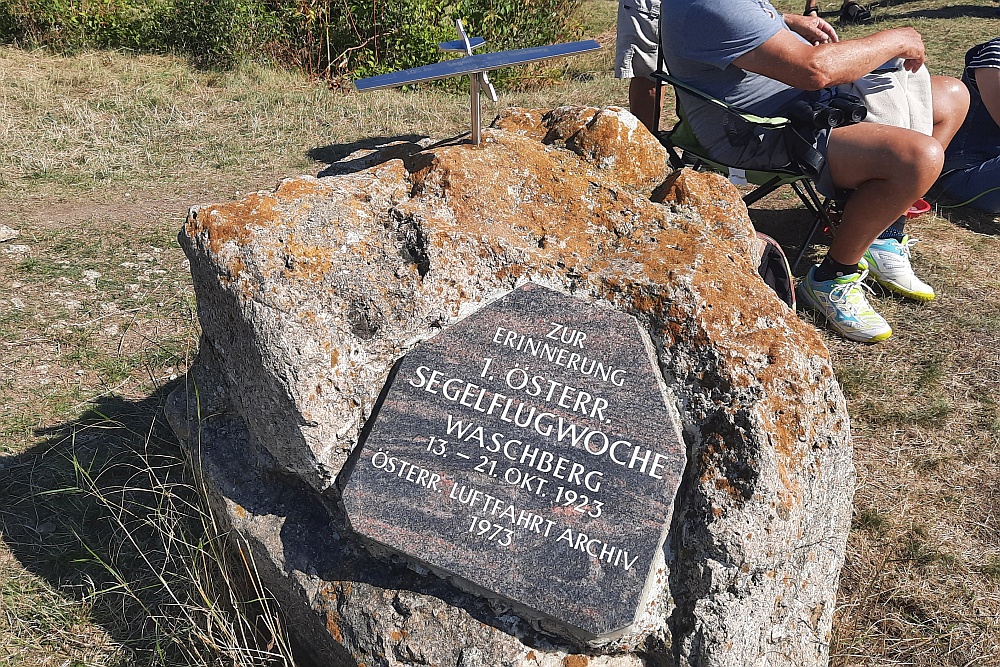 ZUR
ERINNERUNG
1. ÖSTERR.
SEGELFLUGWOCHE
WASCHBERG
13. – 21. OKT. 1923
ÖSTERR. LUFTFAHRT ARCHIV
1973